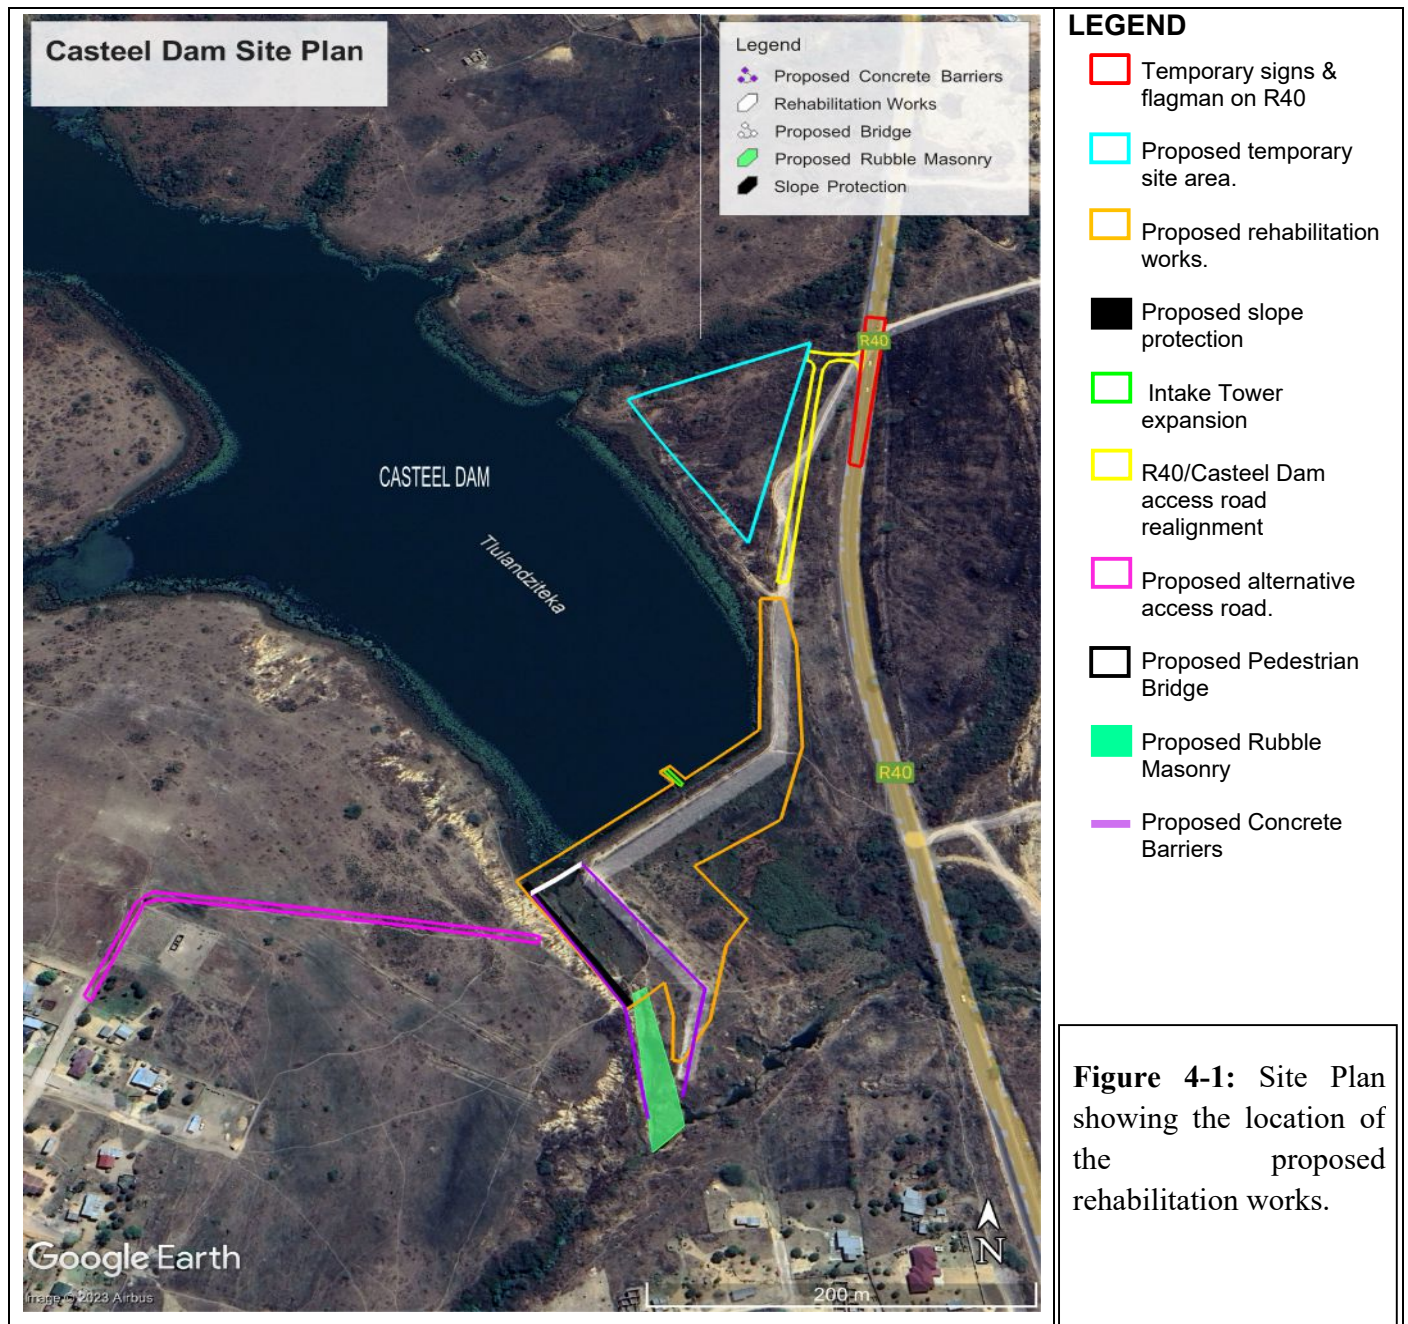 Casteel Dam Site Plan
Legend
Proposed Concrete Barriers
Rehabilitation Works
Proposed Bridge
Proposed Rubble Masonry
Slope Protection
R40
CASTEEL DAM
Tlulandziteka
R40
Google Earth
Image © 2023 Airbus
N
200 m
LEGEND
Temporary signs &
flagman on R40
Proposed temporary
site area.
Proposed rehabilitation
works.
Proposed slope
protection
Intake Tower
expansion
R40/Casteel Dam
access road
realignment
Proposed alternative
access road.
Proposed Pedestrian
Bridge
Proposed Rubble
Masonry
Proposed Concrete
Barriers
Figure 4-1: Site Plan
showing the location of
the proposed
rehabilitation works.